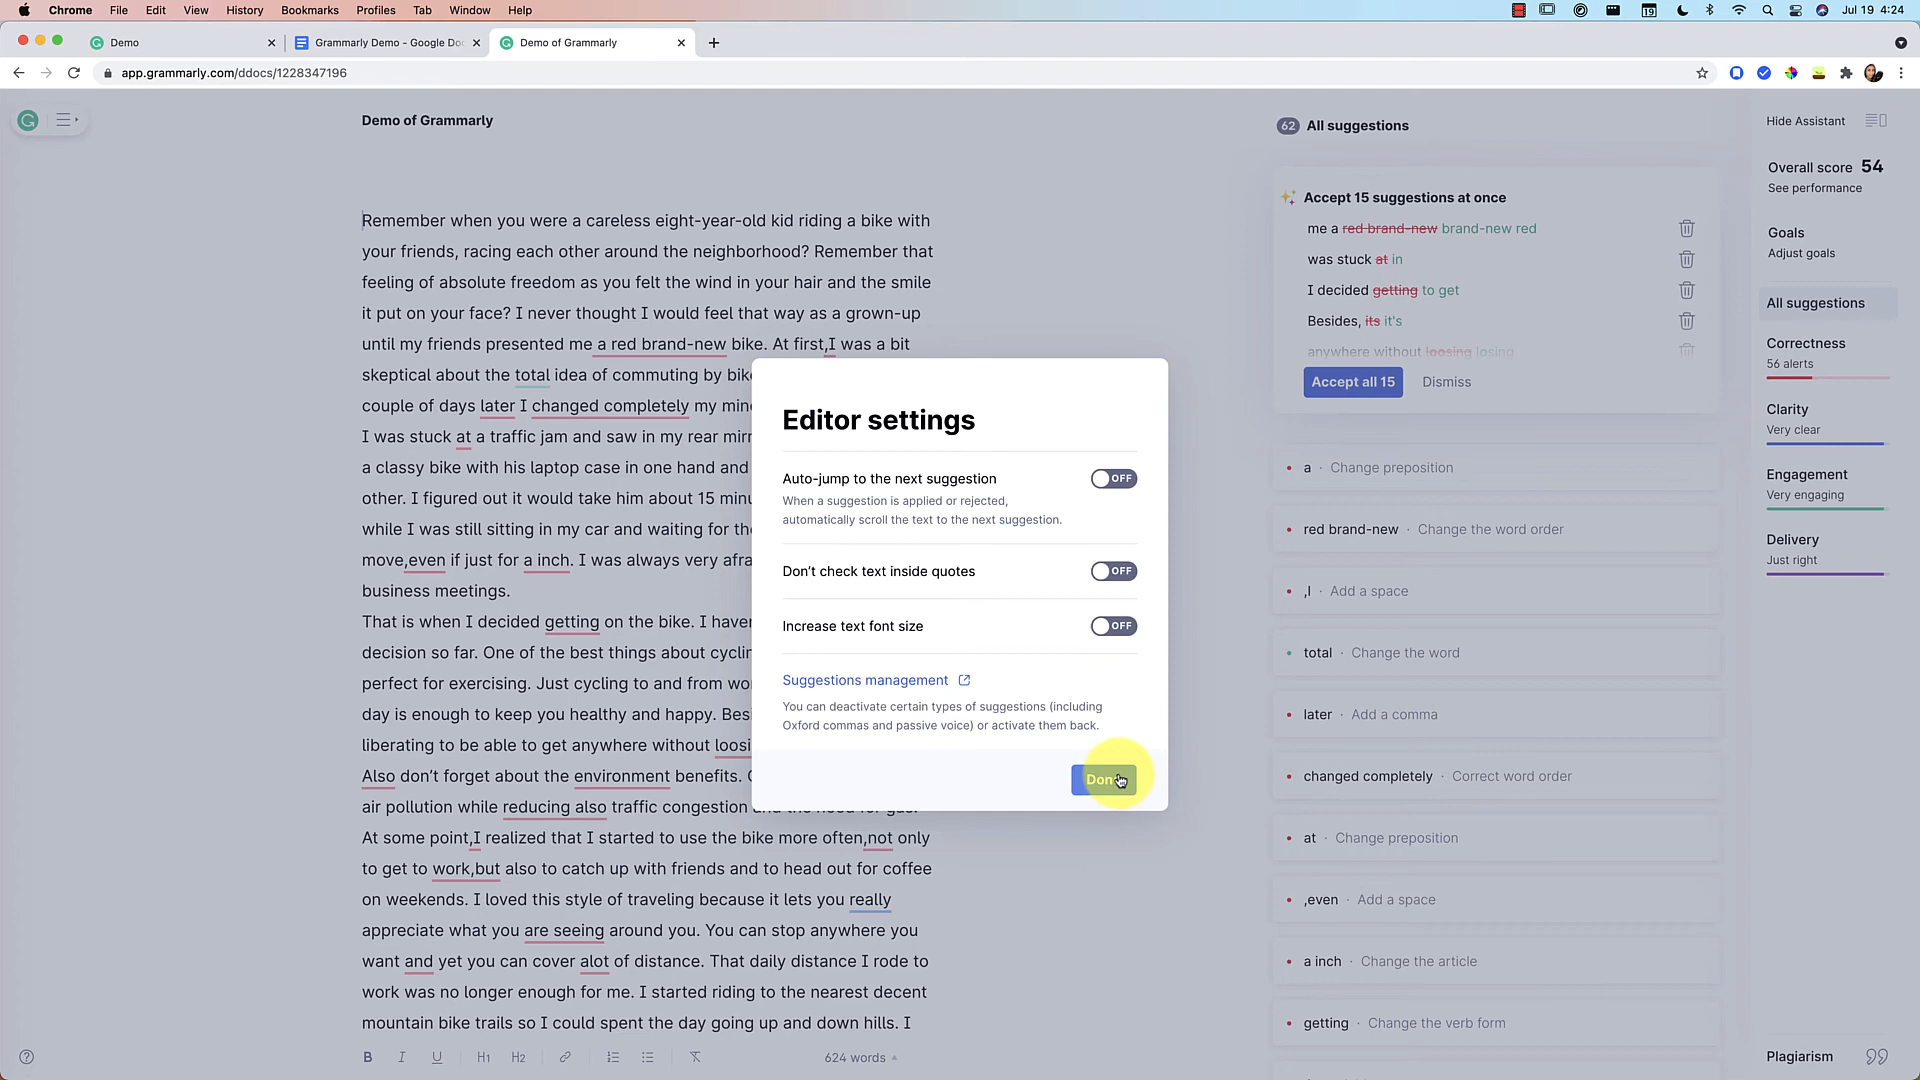 Chrome File Edit View History Bookmarks Profiles Tab Window Help
19 Jul 19 4:24
Demo
Grammarly Demo - Google Do
Demo of Grammarly
app.grammarly.com/ddocs/1228347196
Demo of Grammarly
Remember when you were a careless eight-year-old kid riding a bike with
your friends, racing each other around the neighborhood? Remember that
feeling of absolute freedom as you felt the wind in your hair and the smile
it put on your face? I never thought I would feel that way as a grown-up
until my friends presented me a red brand-new bike. At first,I was a bit
skeptical about the total idea of commuting by bik
couple of days later I changed completely my min
I was stuck at a traffic jam and saw in my rear mir
a classy bike with his laptop case in one hand and
other. I figured out it would take him about 15 min
while I was still sitting in my car and waiting for th
move,even if just for a inch. I was always very afra
business meetings.
That is when I decided getting on the bike. I have
decision so far. One of the best things about cycli
perfect for exercising. Just cycling to and from wo
day is enough to keep you healthy and happy. Bes
liberating to be able to get anywhere without loos
Also don't forget about the environment benefits.
air pollution while reducing also traffic congestion and the need for gas.
At some point,I realized that I started to use the bike more often,not only
to get to work,but also to catch up with friends and to head out for coffee
on weekends. I loved this style of traveling because it lets you really
appreciate what you are seeing around you. You can stop anywhere you
want and yet you can cover alot of distance. That daily distance I rode to
work was no longer enough for me. I started riding to the nearest decent
mountain bike trails so I could spent the day going up and down hills. I
B I U H1 H2
624 words
Editor settings
Auto-jump to the next suggestion
OFF
When a suggestion is applied or rejected,
automatically scroll the text to the next suggestion.
Don't check text inside quotes
OFF
Increase text font size
OFF
Suggestions management
You can deactivate certain types of suggestions (including
Oxford commas and passive voice) or activate them back.
Don
62 All suggestions
Accept 15 suggestions at once
me a red brand-new brand-new red
was stuck at in
I decided getting to get
Besides, its it's
anywhere without loosing losing
Accept all 15
Dismiss
a · Change preposition
red brand-new · Change the word order
,I · Add a space
total · Change the word
later · Add a comma
changed completely · Correct word order
at · Change preposition
,even · Add a space
a inch · Change the article
getting · Change the verb form
Hide Assistant
Overall score 54
See performance
Goals
Adjust goals
All suggestions
Correctness
56 alerts
Clarity
Very clear
Engagement
Very engaging
Delivery
Just right
Plagiarism